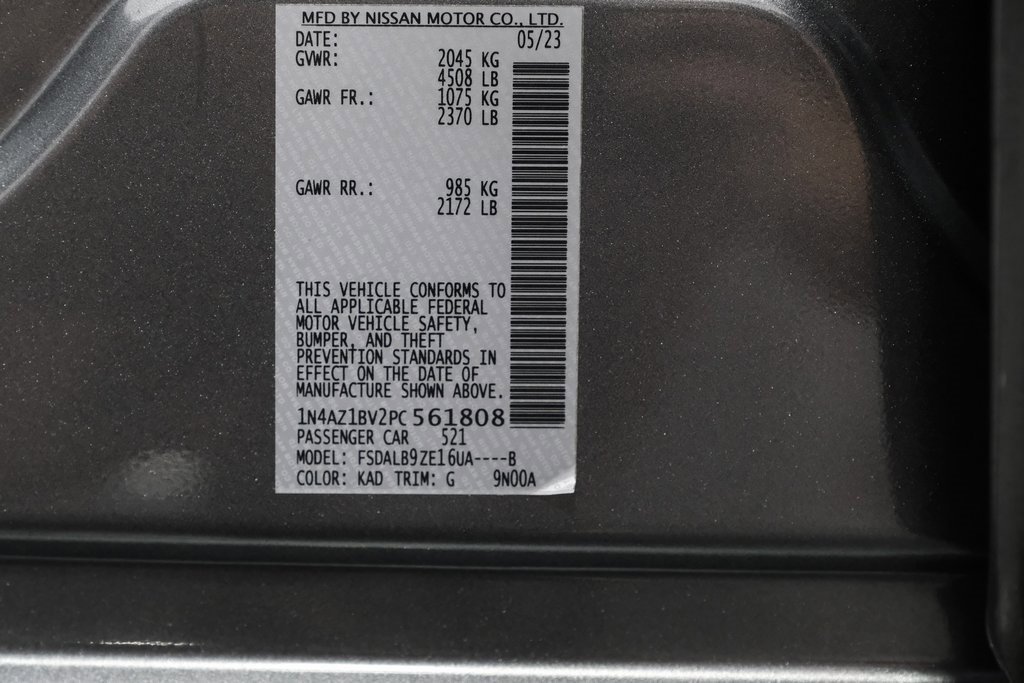 MFD BY NISSAN MOTOR CO., LTD.
DATE: 05/23
GVWR: 2045 KG
4508 LB
GAWR FR.: 1075 KG
2370 LB
GAWR RR.: 985 KG
2172 LB
THIS VEHICLE CONFORMS TO
ALL APPLICABLE FEDERAL
MOTOR VEHICLE SAFETY,
BUMPER, AND THEFT
PREVENTION STANDARDS IN
EFFECT ON THE DATE OF
MANUFACTURE SHOWN ABOVE.
1N4AZ1BV2PC561808
PASSENGER CAR 521
MODEL: FSDALB9ZE16UA----B
COLOR: KAD TRIM: G 9N00A